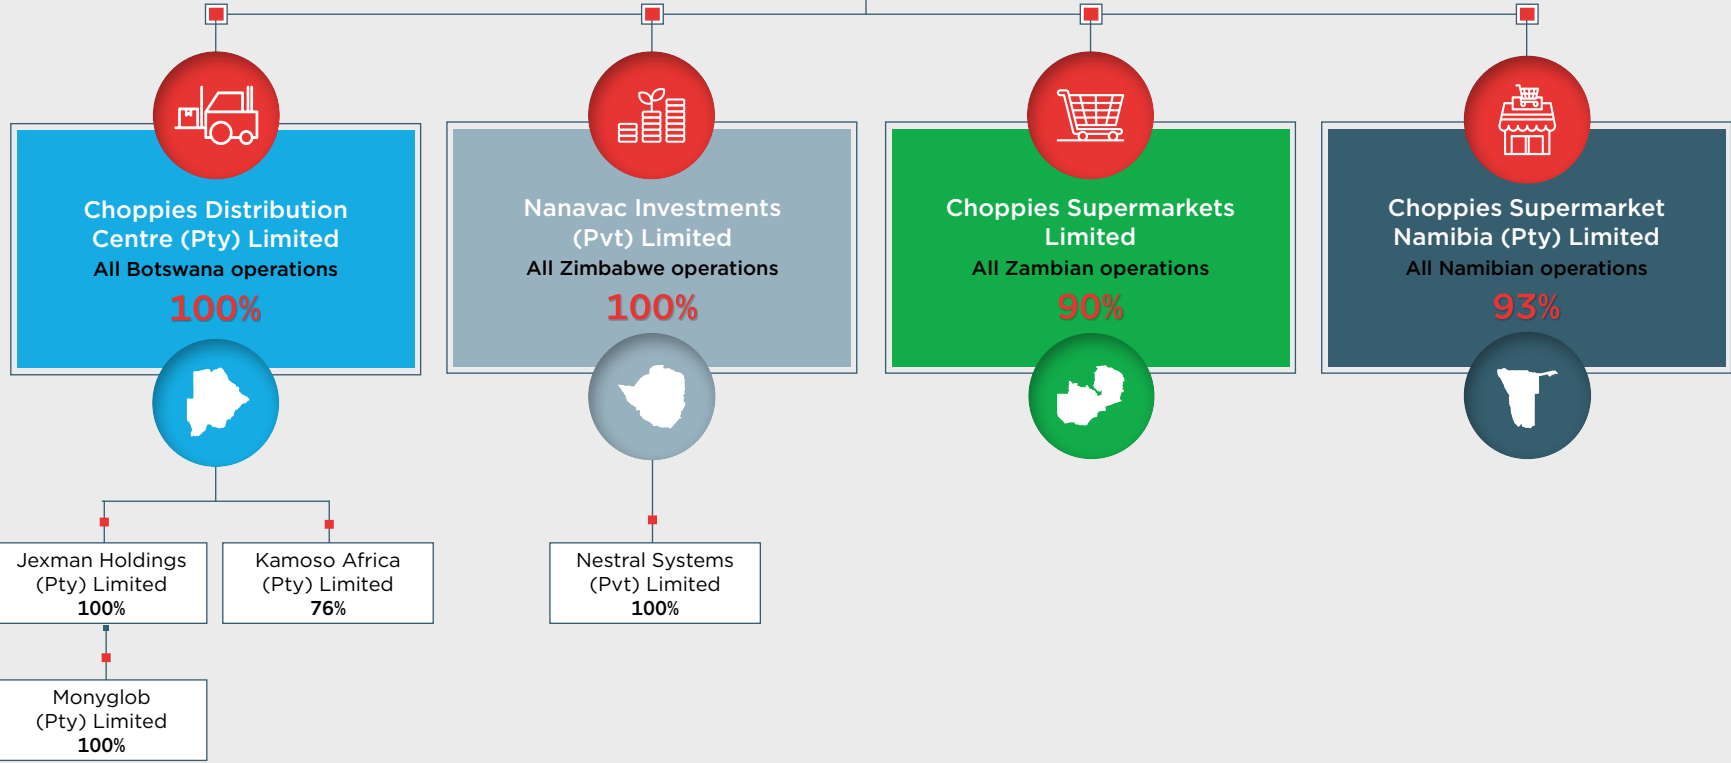 Choppies Distribution
Centre (Pty) Limited
All Botswana operations
100%
Nanavac Investments
(Pvt) Limited
All Zimbabwe operations
100%
Choppies Supermarkets
Limited
All Zambian operations
90%
Choppies Supermarket
Namibia (Pty) Limited
All Namibian operations
93%
Jexman Holdings
(Pty) Limited
100%
Kamoso Africa
(Pty) Limited
76%
Nestral Systems
(Pvt) Limited
100%
Monyglob
(Pty) Limited
100%